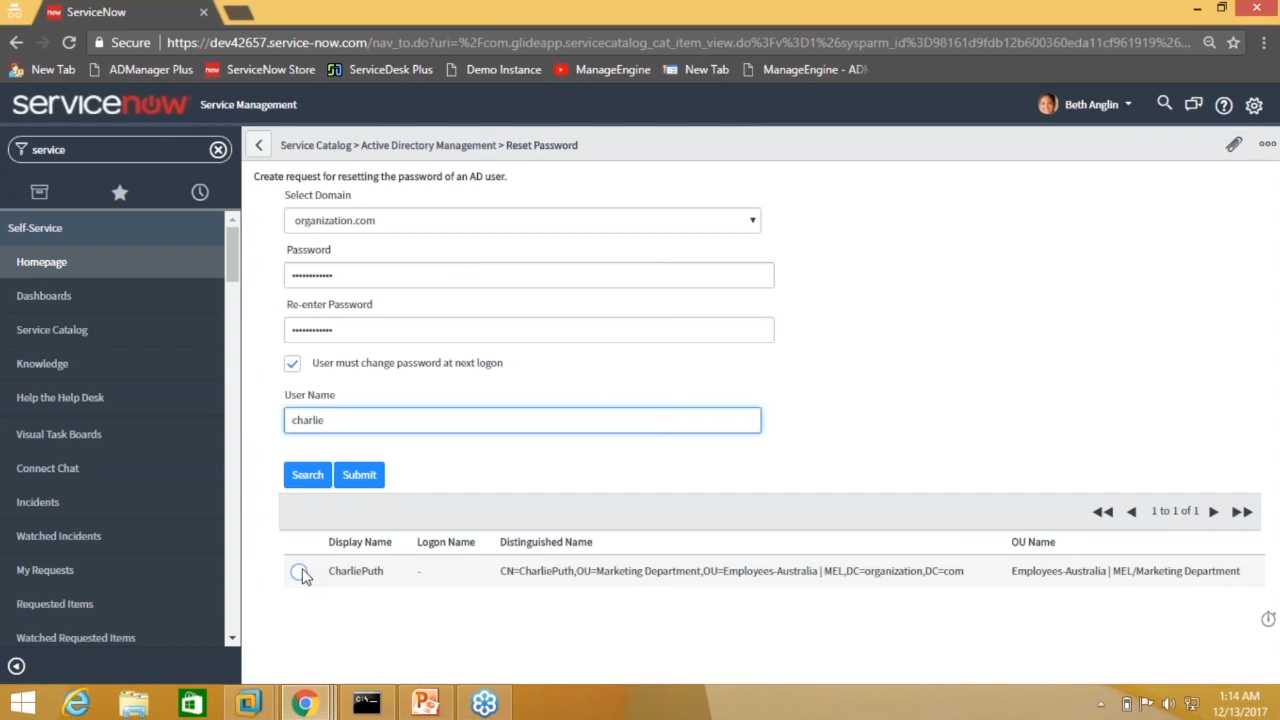 now ServiceNow
Secure https://dev42657.service-now.com/nav_to.do?uri=%2Fcom.glideapp.servicecatalog_cat_item_view.do%3Fv%3D1%26sysparm_id%3D98161d9fdb12b600360eda11cf961919%26...
New Tab ADManager Plus now ServiceNow Store ServiceDesk Plus Demo Instance ManageEngine New Tab ManageEngine - ADM
servicenow Service Management
Beth Anglin
service
Self-Service
Homepage
Dashboards
Service Catalog
Knowledge
Help the Help Desk
Visual Task Boards
Connect Chat
Incidents
Watched Incidents
My Requests
Requested Items
Watched Requested Items
Service Catalog > Active Directory Management > Reset Password
Create request for resetting the password of an AD user.
Select Domain
organization.com
Password
Re-enter Password
User must change password at next logon
User Name
charlie
Search Submit
1 to 1 of 1
Display Name Logon Name Distinguished Name OU Name
CharliePuth - CN=CharliePuth,OU=Marketing Department,OU=Employees-Australia | MEL,DC=organization,DC=com Employees-Australia | MEL/Marketing Department
1:14 AM
12/13/2017